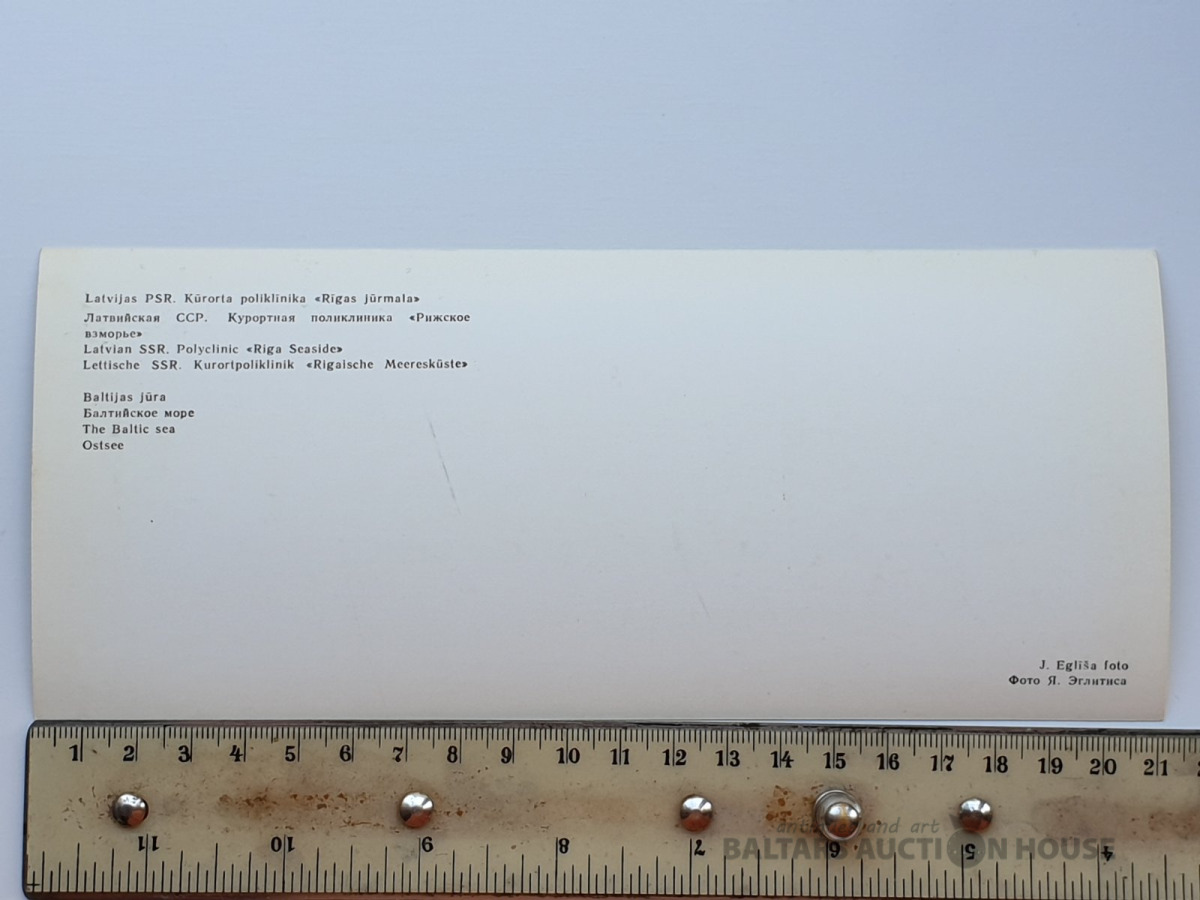 Latvijas PSR. Kūrorta poliklīnika «Rīgas jūrmala»
Латвийская ССР. Курортная поликлиника «Рижское
взморье»
Latvian SSR. Polyclinic «Riga Seaside»
Lettische SSR. Kurortpoliklinik «Rigaische Meeresküste»
Baltijas jūra
Балтийское море
The Baltic sea
Ostsee
J. Eglīša foto
Фото Я. Эглитиса
1 2 3 4 5 6 7 8 9 10 11 12 13 14 15 16 17 18 19 20 21
and art
11 10 9 8 7 6 5 4
BALTARS AUCTION HOUSE